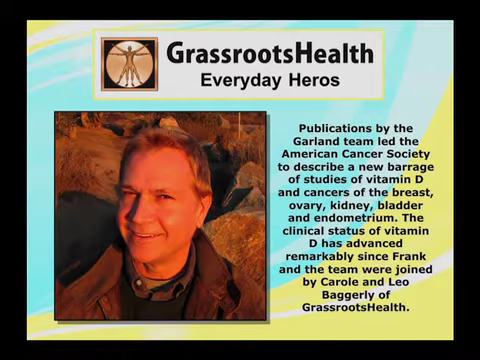 GrassrootsHealth
Everyday Heros
Publications by the
Garland team led the
American Cancer Society
to describe a new barrage
of studies of vitamin D
and cancers of the breast,
ovary, kidney, bladder
and endometrium. The
clinical status of vitamin
D has advanced
remarkably since Frank
and the team were joined
by Carole and Leo
Baggerly of
GrassrootsHealth.